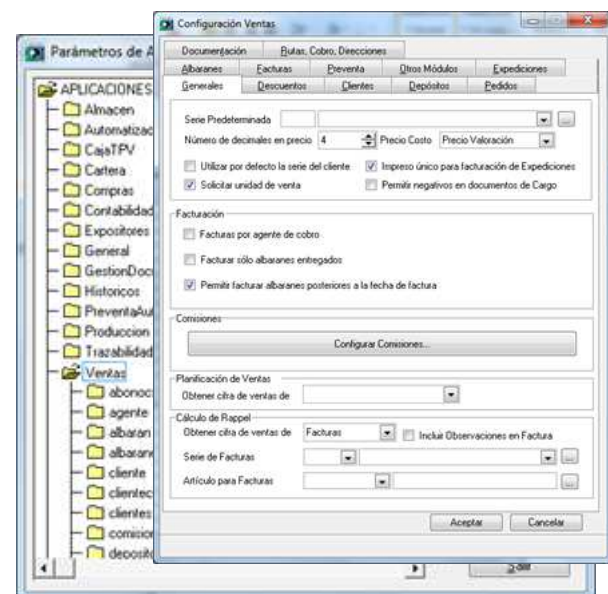 Configuración Ventas
Parámetros de A
APLICACIONES
Almacen
Automatizac
CajaTPV
Cartera
Compras
Contabilidad
Expositores
General
GestionDoc
Historicos
PreventaAu
Produccion
Trazabilidad
Ventas
abonoc
agente
albaran
albaran
cliente
clientec
clientes
comision
deposito
Documentación Rutas, Cobro, Direcciones
Albaranes Facturas Preventa Otros Módulos Expediciones
Generales Descuentos Clientes Depósitos Pedidos
Serie Predeterminada ...
Número de decimales en precio 4 Precio Costo Precio Valoración
Utilizar por defecto la serie del cliente Impreso único para facturación de Expediciones
Solicitar unidad de venta Permitir negativos en documentos de Cargo
Facturación
Facturas por agente de cobro
Facturar sólo albaranes entregados
Permitir facturar albaranes posteriores a la fecha de factura
Comisiones
Configurar Comisiones...
Planificación de Ventas
Obtener cifra de ventas de
Cálculo de Rappel
Obtener cifra de ventas de Facturas Incluir Observaciones en Factura
Serie de Facturas ...
Artículo para Facturas ...
Aceptar Cancelar
Salir